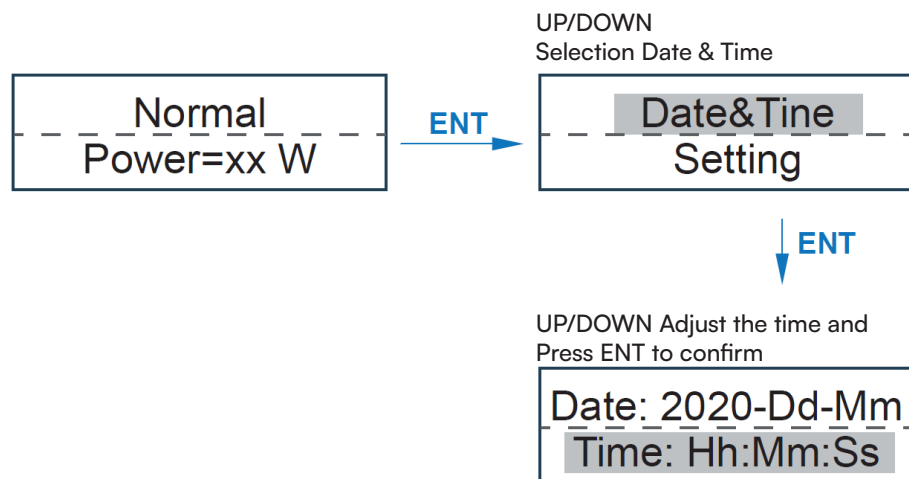 Normal
Power=xx W
ENT
UP/DOWN
Selection Date & Time
Date&Tine
Setting
ENT
UP/DOWN Adjust the time and
Press ENT to confirm
Date: 2020-Dd-Mm
Time: Hh:Mm:Ss